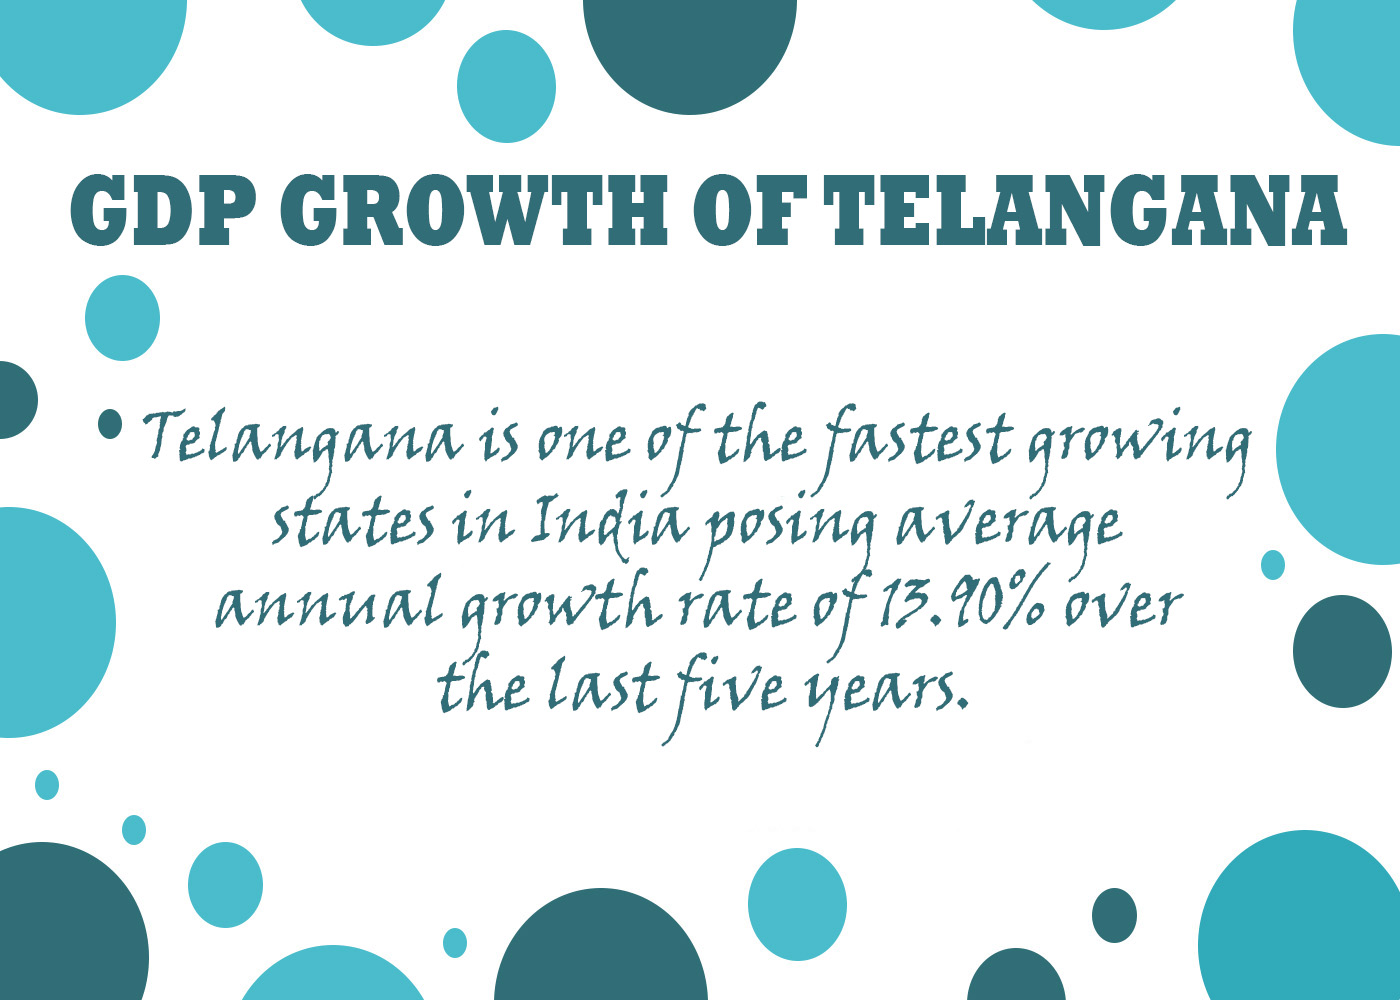 GDP GROWTH OF TELANGANA
Telangana is one of the fastest growing
states in India posing average
annual growth rate of 13.90% over
the last five years.